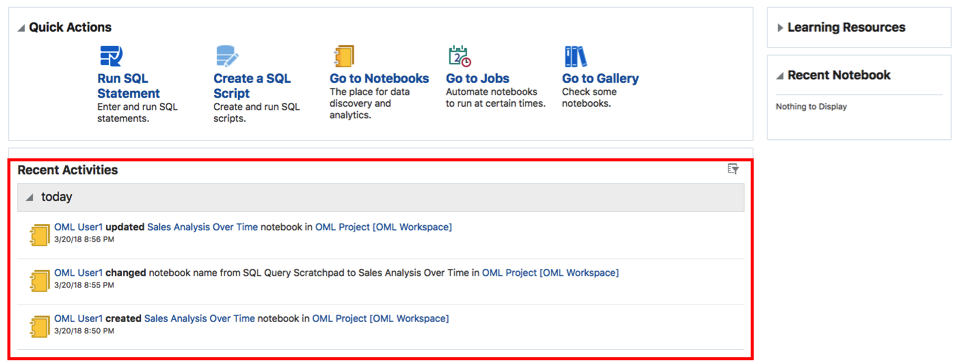 Quick Actions
Run SQL
Statement
Enter and run SQL
statements.
Create a SQL
Script
Create and run SQL
scripts.
Go to Notebooks
The place for data
discovery and
analytics.
2
Go to Jobs
Automate notebooks
to run at certain times.
Go to Gallery
Check some
notebooks.
Learning Resources
Recent Notebook
Nothing to Display
Recent Activities
today
OML User1 updated Sales Analysis Over Time notebook in OML Project [OML Workspace]
3/20/18 8:56 PM
OML User1 changed notebook name from SQL Query Scratchpad to Sales Analysis Over Time in OML Project [OML Workspace]
3/20/18 8:55 PM
OML User1 created Sales Analysis Over Time notebook in OML Project [OML Workspace]
3/20/18 8:50 PM